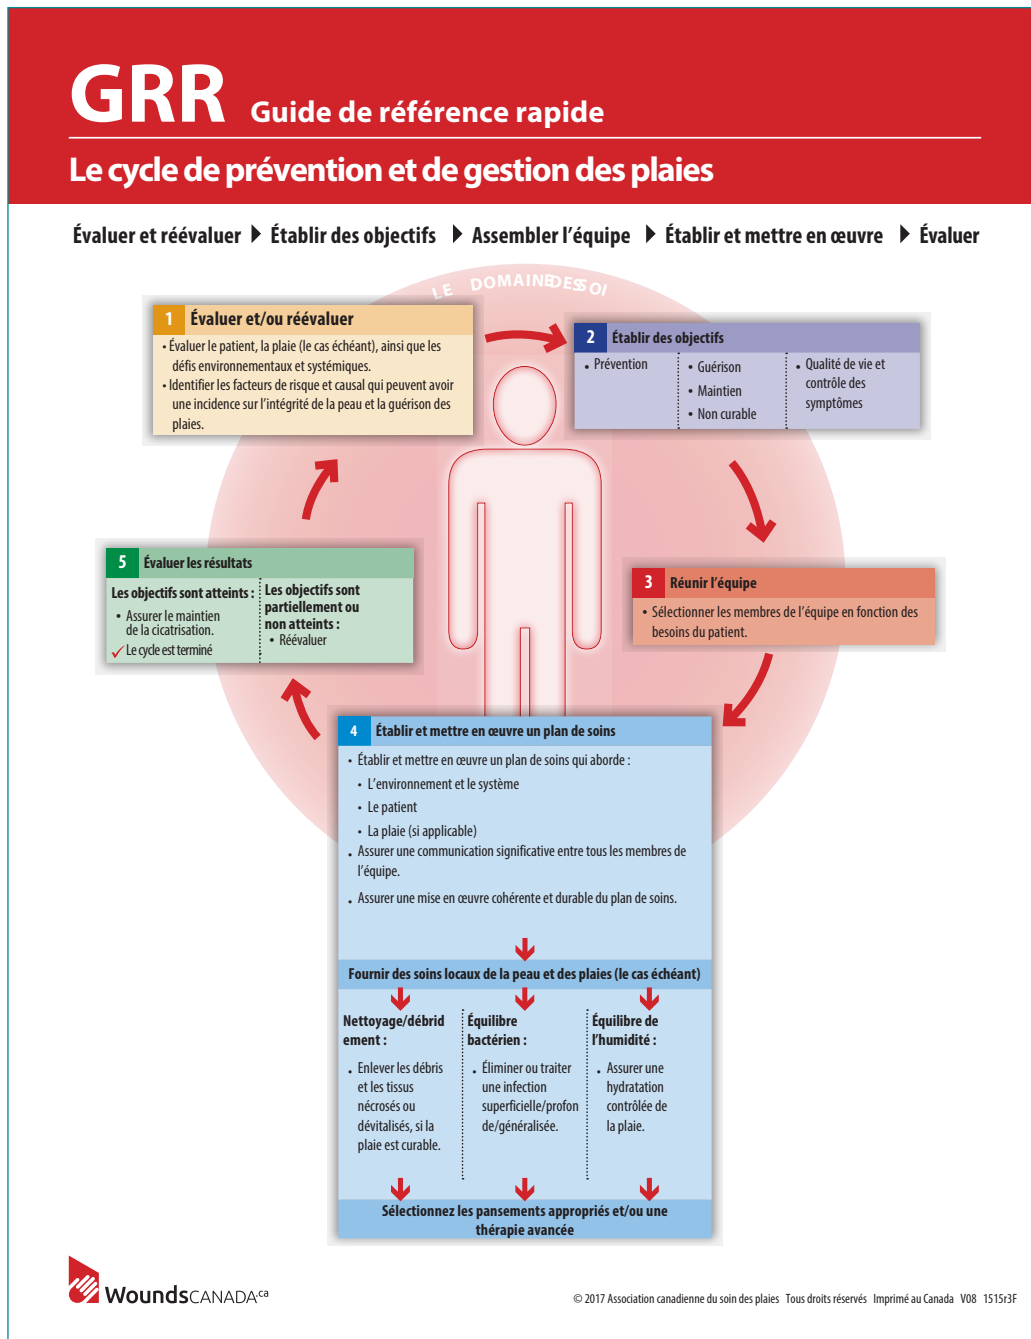 GRR Guide de référence rapide
Le cycle de prévention et de gestion des plaies
Évaluer et réévaluer Établir des objectifs Assembler l'équipe Établir et mettre en œuvre Évaluer
LE DOMAINE DES SOI
1 Évaluer et/ou réévaluer
• Évaluer le patient, la plaie (le cas échéant), ainsi que les
défis environnementaux et systémiques.
• Identifier les facteurs de risque et causal qui peuvent avoir
une incidence sur l'intégrité de la peau et la guérison des
plaies.
2 Établir des objectifs
• Prévention
• Guérison
• Maintien
• Non curable
• Qualité de vie et
contrôle des
symptômes
3 Réunir l'équipe
• Sélectionner les membres de l'équipe en fonction des
besoins du patient.
4 Établir et mettre en œuvre un plan de soins
• Établir et mettre en œuvre un plan de soins qui aborde :
• L'environnement et le système
• Le patient
• La plaie (si applicable)
• Assurer une communication significative entre tous les membres de
l'équipe.
• Assurer une mise en œuvre cohérente et durable du plan de soins.
Fournir des soins locaux de la peau et des plaies (le cas échéant)
Nettoyage/débrid
ement :
• Enlever les débris
et les tissus
nécrosés ou
dévitalisés, si la
plaie est curable.
Équilibre
bactérien :
• Éliminer ou traiter
une infection
superficielle/profon
de/généralisée.
Équilibre de
l'humidité :
• Assurer une
hydratation
contrôlée de
la plaie.
Sélectionnez les pansements appropriés et/ou une
thérapie avancée
5 Évaluer les résultats
Les objectifs sont atteints :
• Assurer le maintien
de la cicatrisation.
✓ Le cycle est terminé
Les objectifs sont
partiellement ou
non atteints :
• Réévaluer
WoundsCANADA.ca
© 2017 Association canadienne du soin des plaies Tous droits réservés Imprimé au Canada V08 1515r3F